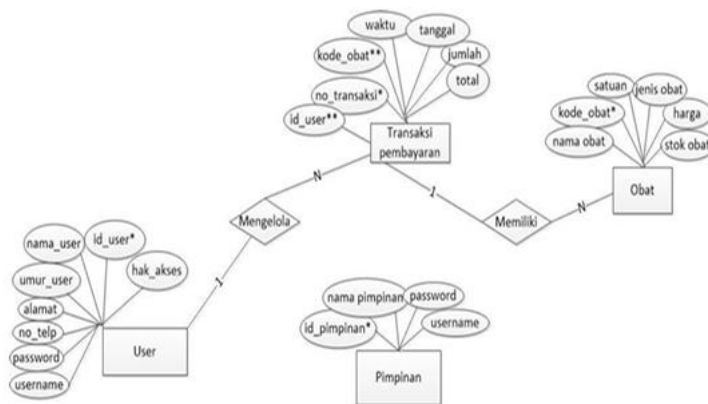 waktu
tanggal
kode_obat**
jumlah
no_transaksi*
total
id_user**
Transaksi
pembayaran
satuan
jenis obat
kode_obat*
harga
nama obat
stok obat
Obat
N
1
Mengelola
Memiliki
N
1
nama_user
id_user*
hak_akses
umur_user
alamat
no_telp
password
username
User
nama pimpinan
password
id_pimpinan*
username
Pimpinan